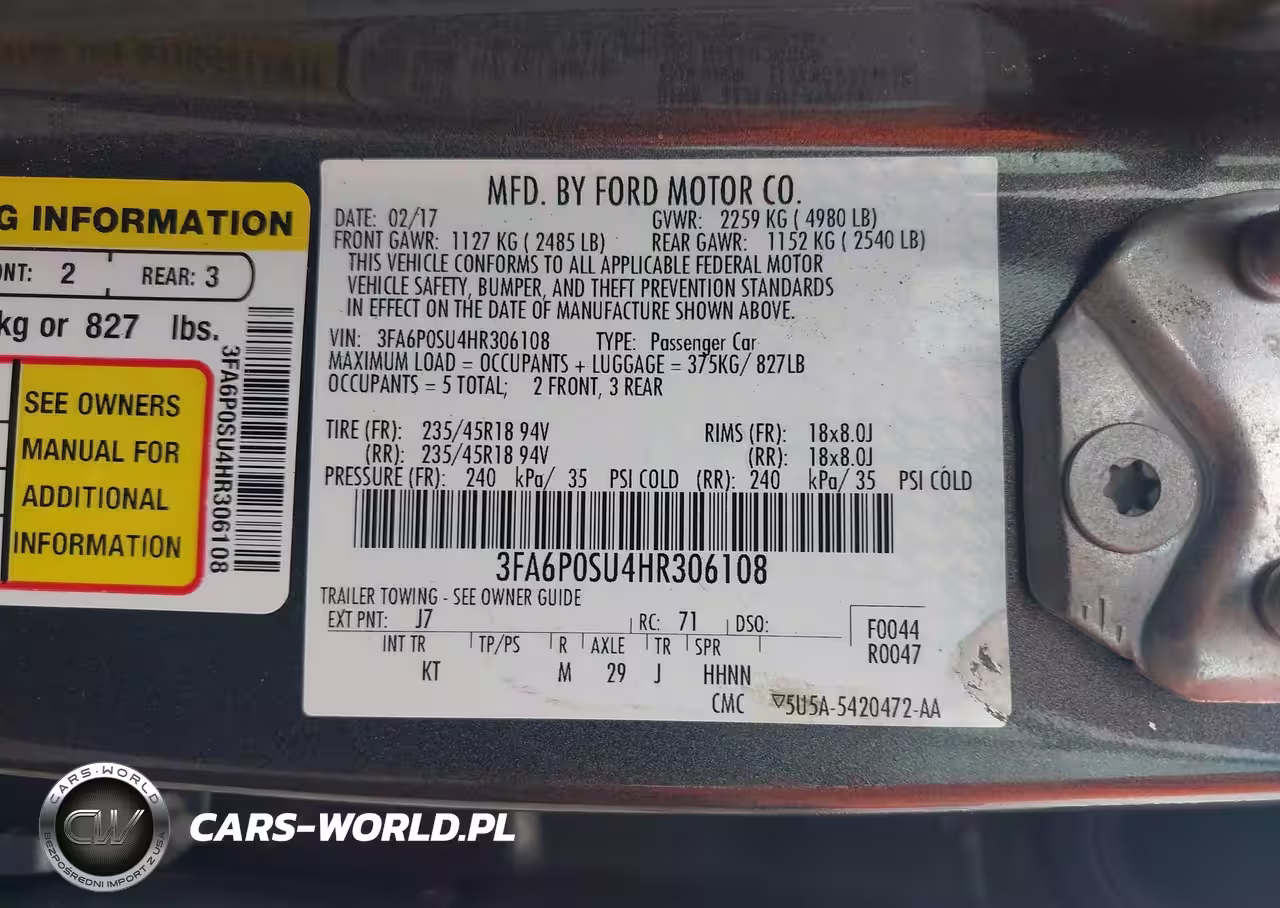 G INFORMATION
NT: 2 REAR: 3
kg or 827 lbs.
SEE OWNERS
MANUAL FOR
ADDITIONAL
INFORMATION
3FA6P0SU4HR306108
MFD. BY FORD MOTOR CO.
DATE: 02/17 GVWR: 2259 KG ( 4980 LB)
FRONT GAWR: 1127 KG ( 2485 LB) REAR GAWR: 1152 KG ( 2540 LB)
THIS VEHICLE CONFORMS TO ALL APPLICABLE FEDERAL MOTOR
VEHICLE SAFETY, BUMPER, AND THEFT PREVENTION STANDARDS
IN EFFECT ON THE DATE OF MANUFACTURE SHOWN ABOVE.
VIN: 3FA6P0SU4HR306108 TYPE: Passenger Car
MAXIMUM LOAD = OCCUPANTS + LUGGAGE = 375KG/ 827LB
OCCUPANTS = 5 TOTAL; 2 FRONT, 3 REAR
TIRE (FR): 235/45R18 94V RIMS (FR): 18x8.0J
(RR): 235/45R18 94V (RR): 18x8.0J
PRESSURE (FR): 240 kPa/ 35 PSI COLD (RR): 240 kPa/ 35 PSI COLD
3FA6P0SU4HR306108
TRAILER TOWING - SEE OWNER GUIDE
EXT PNT: J7 RC: 71 DSO:
F0044
R0047
INT TR TP/PS R AXLE TR SPR
KT M 29 J HHNN
CMC ▽5U5A-5420472-AA
CARS-WORLD
CW
BEZPOŚREDNI IMPORT Z USA
CARS-WORLD.PL